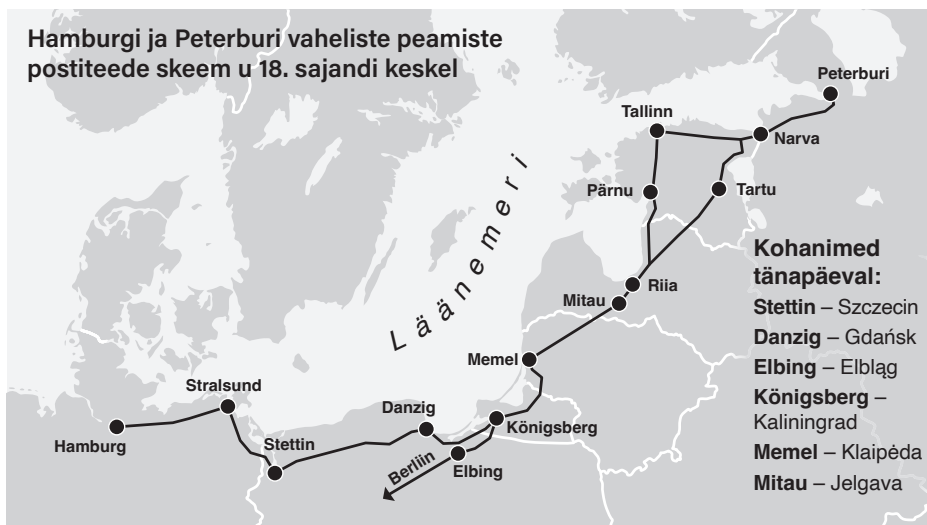 Hamburgi ja Peterburi vaheliste peamiste
postiteede skeem u 18. sajandi keskel
Peterburi
Tallinn
Narva
Pärnu
Tartu
Läänemeri
Riia
Mitau
Memel
Stralsund
Hamburg
Stettin
Danzig
Königsberg
Elbing
Berliin
Kohanimed
tänapäeval:
Stettin – Szczecin
Danzig – Gdańsk
Elbing – Elbląg
Königsberg –
Kaliningrad
Memel – Klaipėda
Mitau – Jelgava